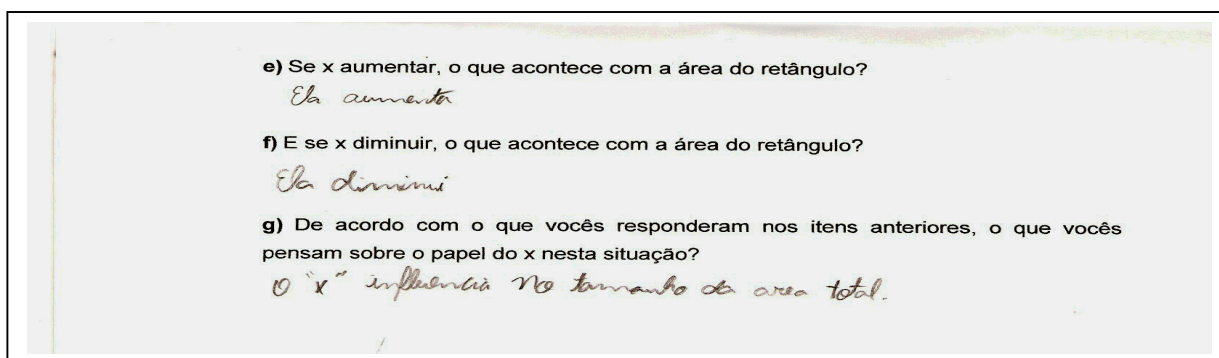 e) Se x aumentar, o que acontece com a área do retângulo?
Ela aumenta
f) E se x diminuir, o que acontece com a área do retângulo?
Ela diminui
g) De acordo com o que vocês responderam nos itens anteriores, o que vocês
pensam sobre o papel do x nesta situação?
O "x" influencia no tamanho da area total.